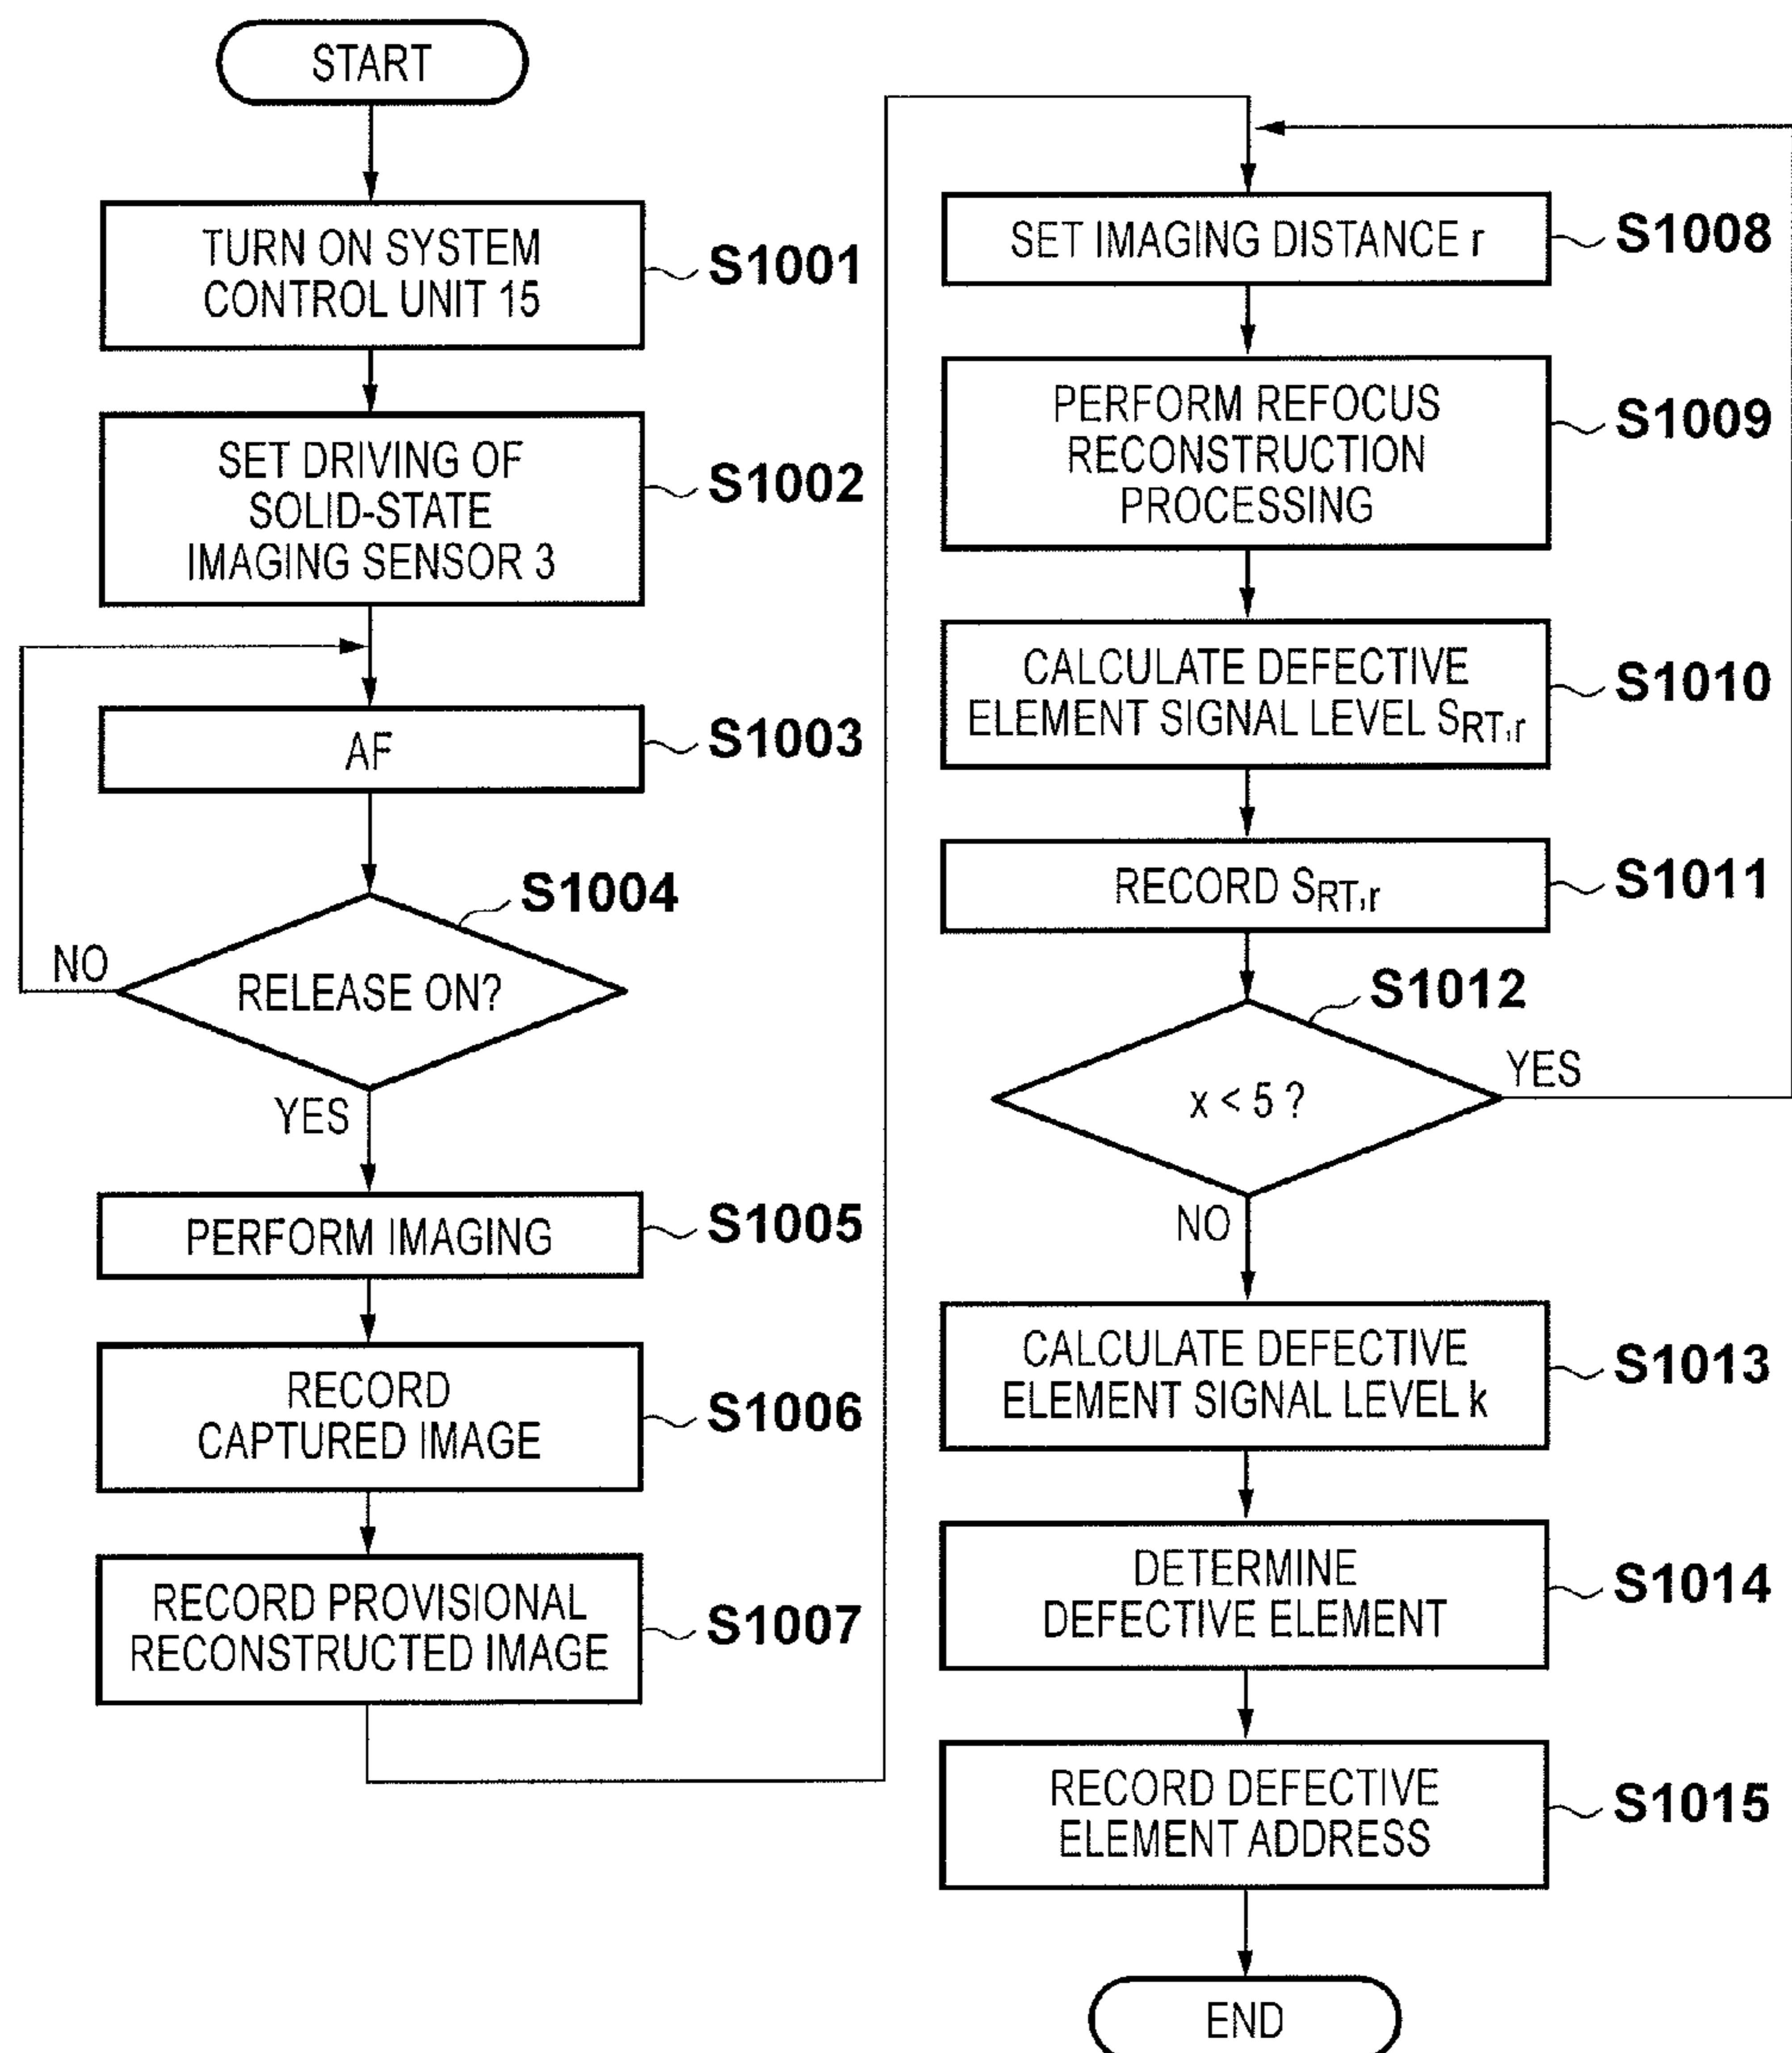 START
TURN ON SYSTEM
CONTROL UNIT 15
S1001
SET DRIVING OF
SOLID-STATE
IMAGING SENSOR 3
S1002
AF
S1003
S1004
NO
RELEASE ON?
YES
PERFORM IMAGING
S1005
RECORD
CAPTURED IMAGE
S1006
RECORD PROVISIONAL
RECONSTRUCTED IMAGE
S1007
SET IMAGING DISTANCE r
S1008
PERFORM REFOCUS
RECONSTRUCTION
PROCESSING
S1009
CALCULATE DEFECTIVE
ELEMENT SIGNAL LEVEL SRT,r
S1010
RECORD SRT,r
S1011
S1012
x < 5 ?
YES
NO
CALCULATE DEFECTIVE
ELEMENT SIGNAL LEVEL k
S1013
DETERMINE
DEFECTIVE ELEMENT
S1014
RECORD DEFECTIVE
ELEMENT ADDRESS
S1015
END